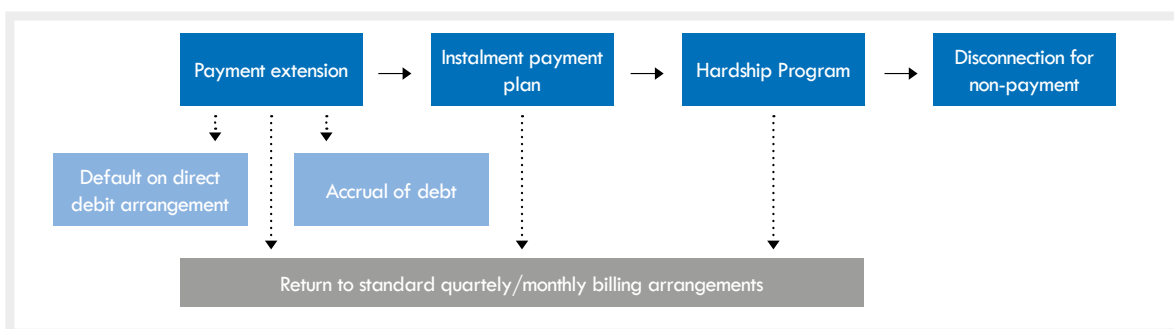 Payment extension
Instalment payment
plan
Hardship Program
Disconnection for
non-payment
Default on direct
debit arrangement
Accrual of debt
Return to standard quartely/monthly billing arrangements